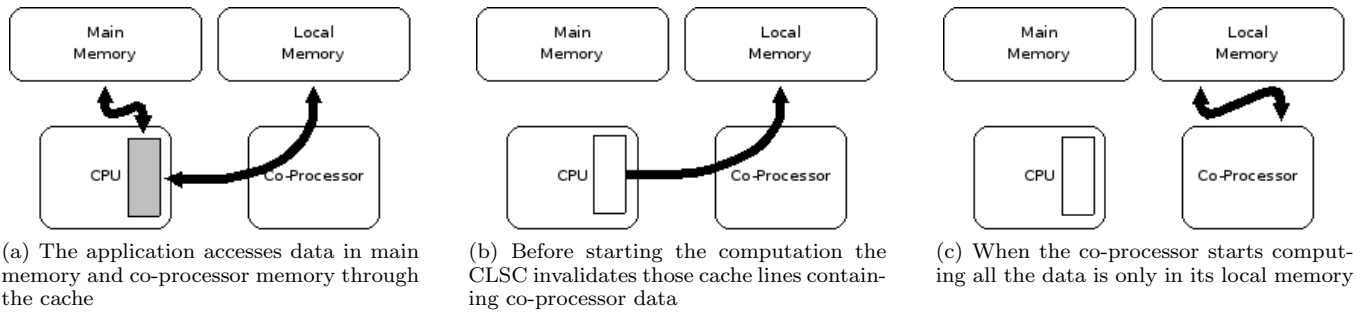 Main
Memory
Local
Memory
CPU
Co-Processor
(a) The application accesses data in main
memory and co-processor memory through
the cache
Main
Memory
Local
Memory
CPU
Co-Processor
(b) Before starting the computation the
CLSC invalidates those cache lines contain-
ing co-processor data
Main
Memory
Local
Memory
CPU
Co-Processor
(c) When the co-processor starts comput-
ing all the data is only in its local memory